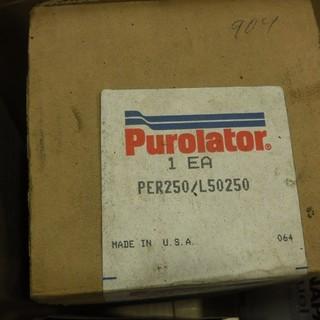 904
Purolator®
1 EA
PER250/L50250
MADE IN U.S.A. 064